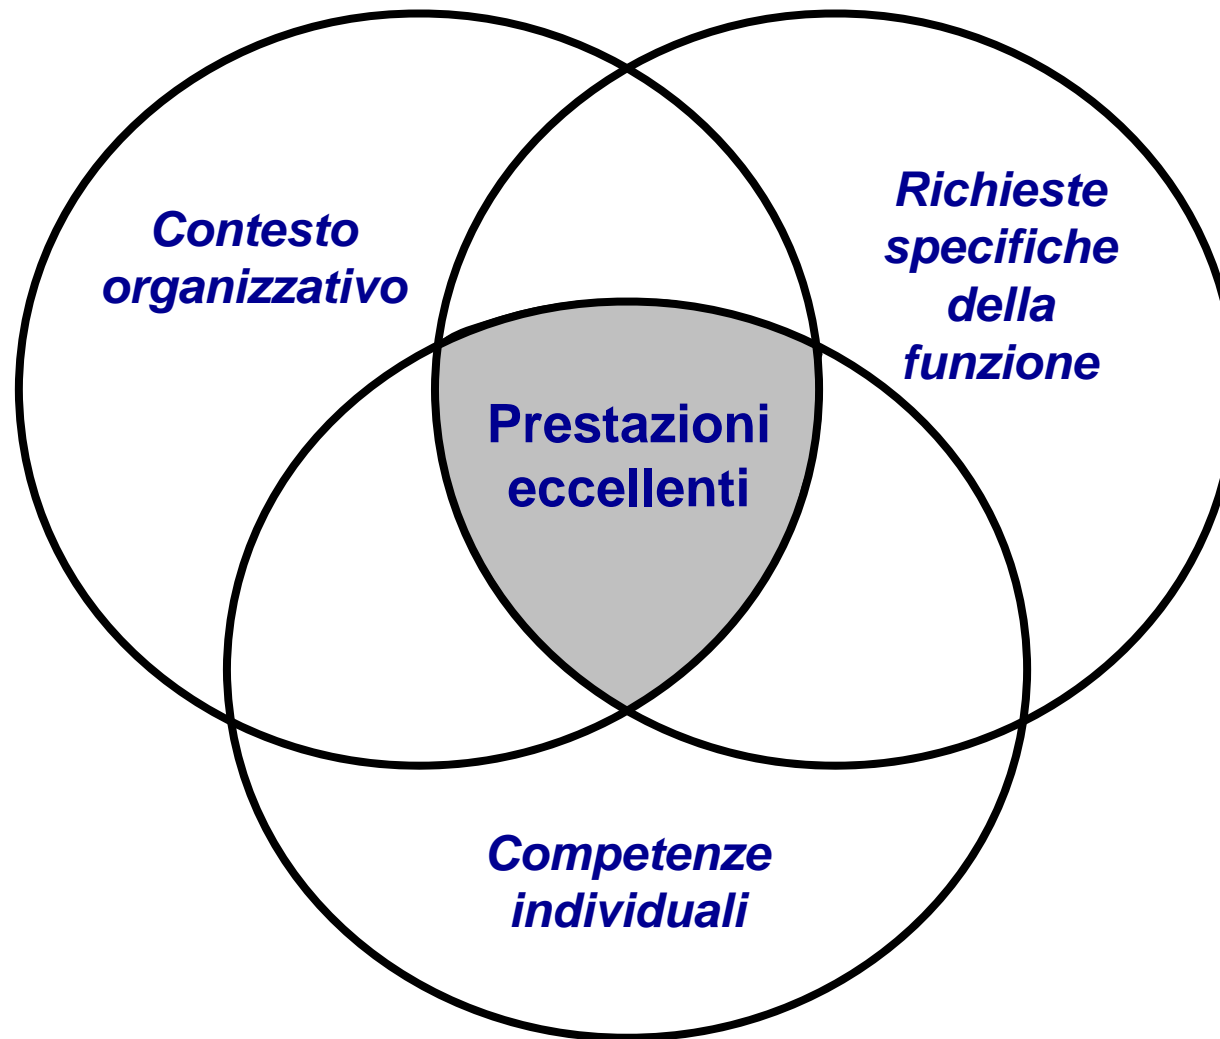 Contesto
organizzativo
Richieste
specifiche
della
funzione
Prestazioni
eccellenti
Competenze
individuali